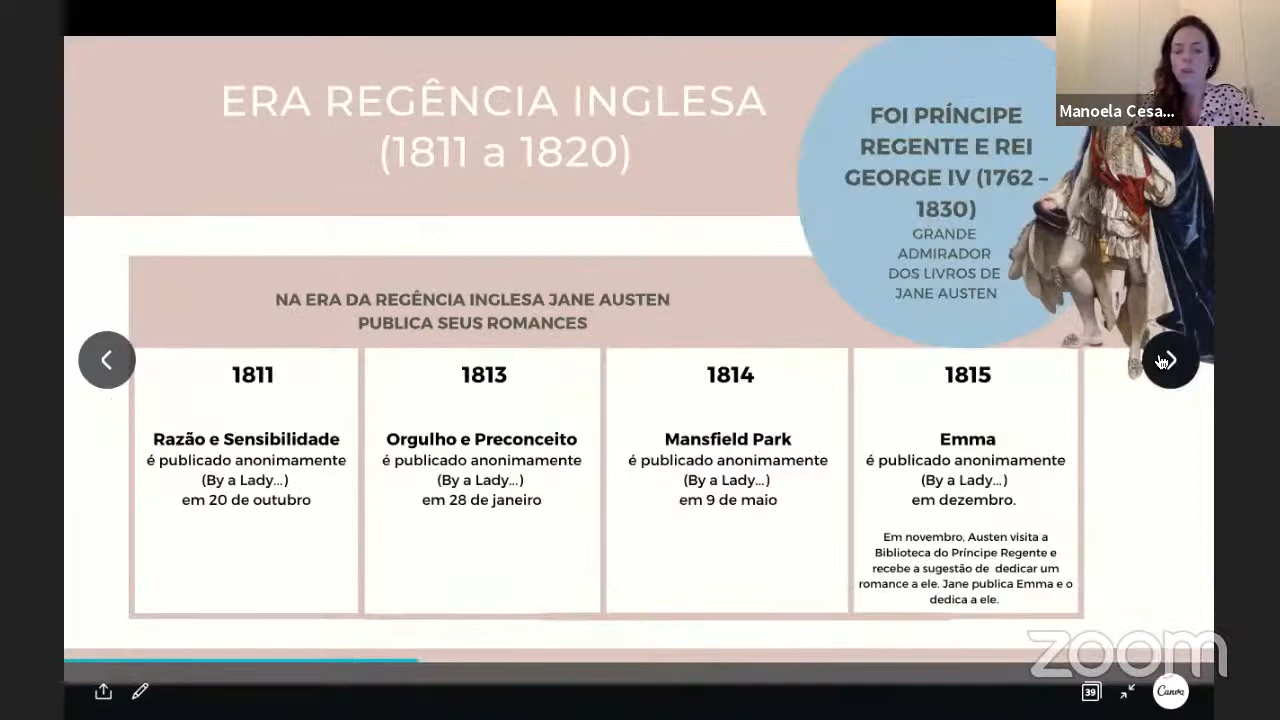 ERA REGÊNCIA INGLESA
(1811 a 1820)
FOI PRÍNCIPE
REGENTE E REI
GEORGE IV (1762 –
1830)
GRANDE
ADMIRADOR
DOS LIVROS DE
JANE AUSTEN
Manoela Cesa...
NA ERA DA REGÊNCIA INGLESA JANE AUSTEN
PUBLICA SEUS ROMANCES
1811
Razão e Sensibilidade
é publicado anonimamente
(By a Lady...)
em 20 de outubro
1813
Orgulho e Preconceito
é publicado anonimamente
(By a Lady...)
em 28 de janeiro
1814
Mansfield Park
é publicado anonimamente
(By a Lady...)
em 9 de maio
1815
Emma
é publicado anonimamente
(By a Lady...)
em dezembro.
Em novembro, Austen visita a
Biblioteca do Príncipe Regente e
recebe a sugestão de dedicar um
romance a ele. Jane publica Emma e o
dedica a ele.
zoom
39
Canva